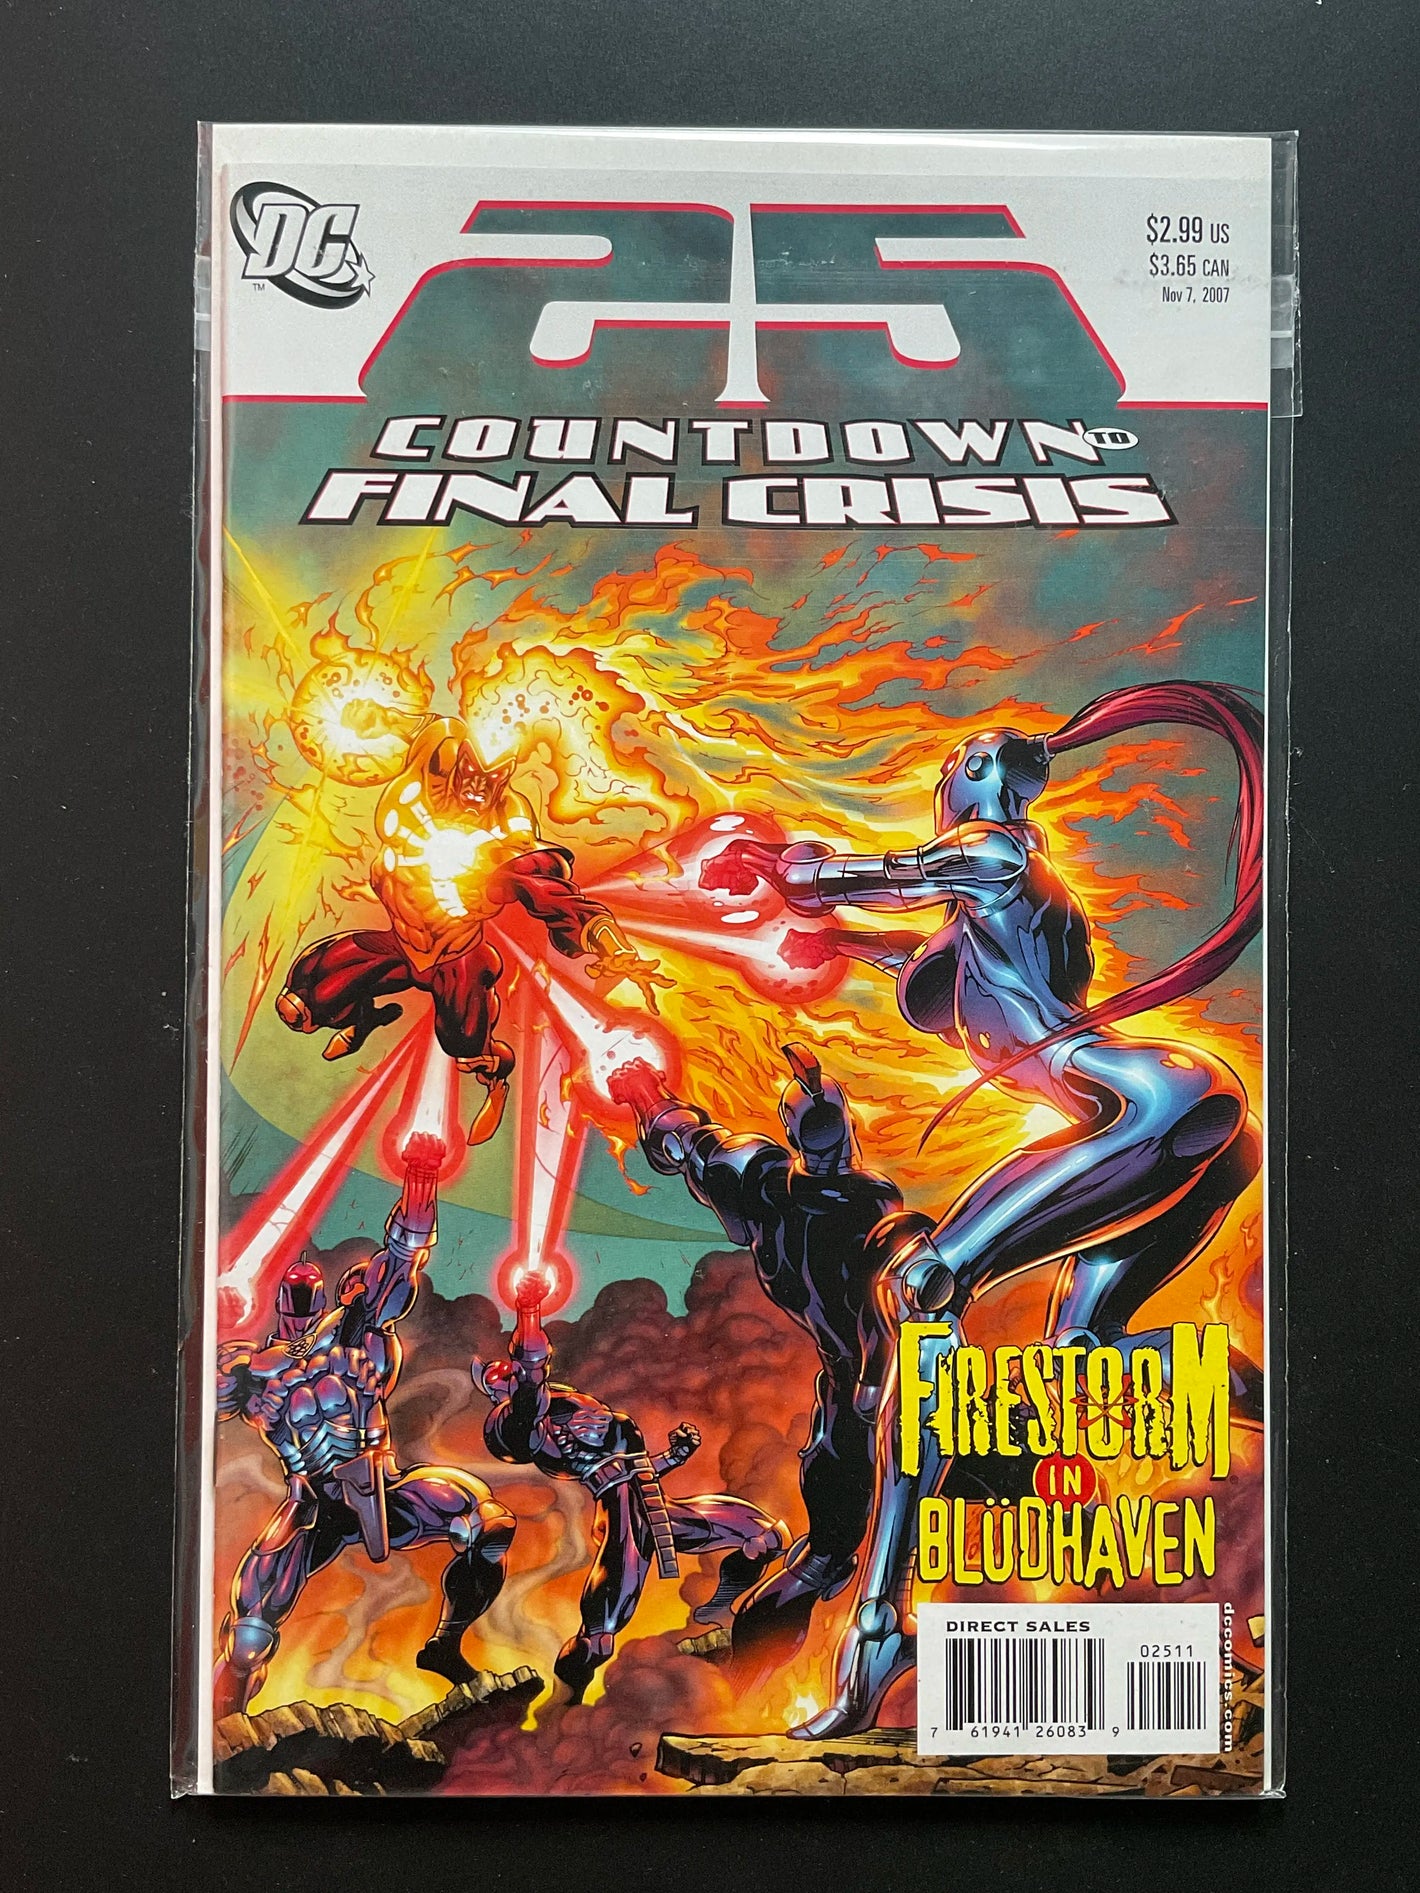 DC
™
25
$2.99 US
$3.65 CAN
Nov 7, 2007
COUNTDOWN TO
FINAL CRISIS
FIRESTORM
IN
BLÜDHAVEN
DIRECT SALES
02511
7 61941 26083 9
dccomics.com